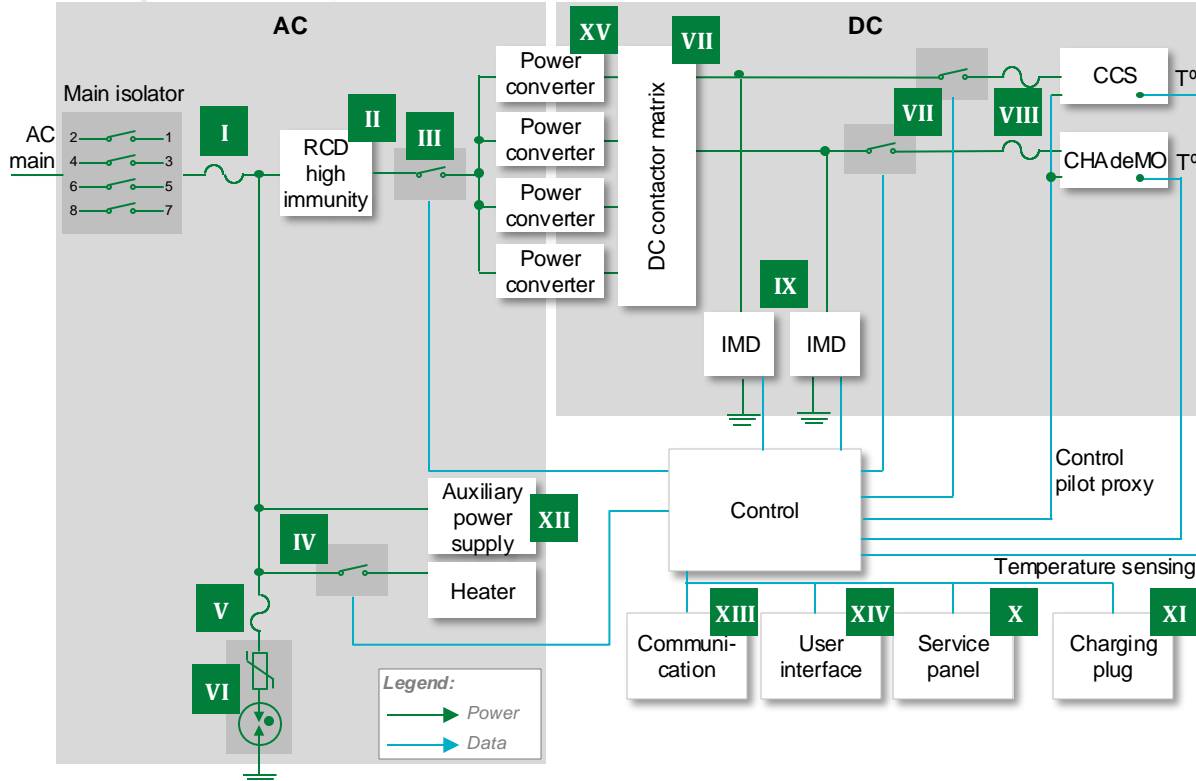 AC
DC
XV
VII
Power
converter
CCS
Tº
Main isolator
I
II
III
VII
VIII
AC
main
2
1
4
3
6
5
8
7
RCD
high
immunity
Power
converter
DC contactor matrix
CHAdeMO
Tº
Power
converter
Power
converter
IX
IMD
IMD
Control
pilot proxy
Control
Auxiliary
power
supply
XII
IV
Heater
Temperature sensing
V
XIII
XIV
X
XI
Communi-
cation
User
interface
Service
panel
Charging
plug
VI
Legend:
Power
Data